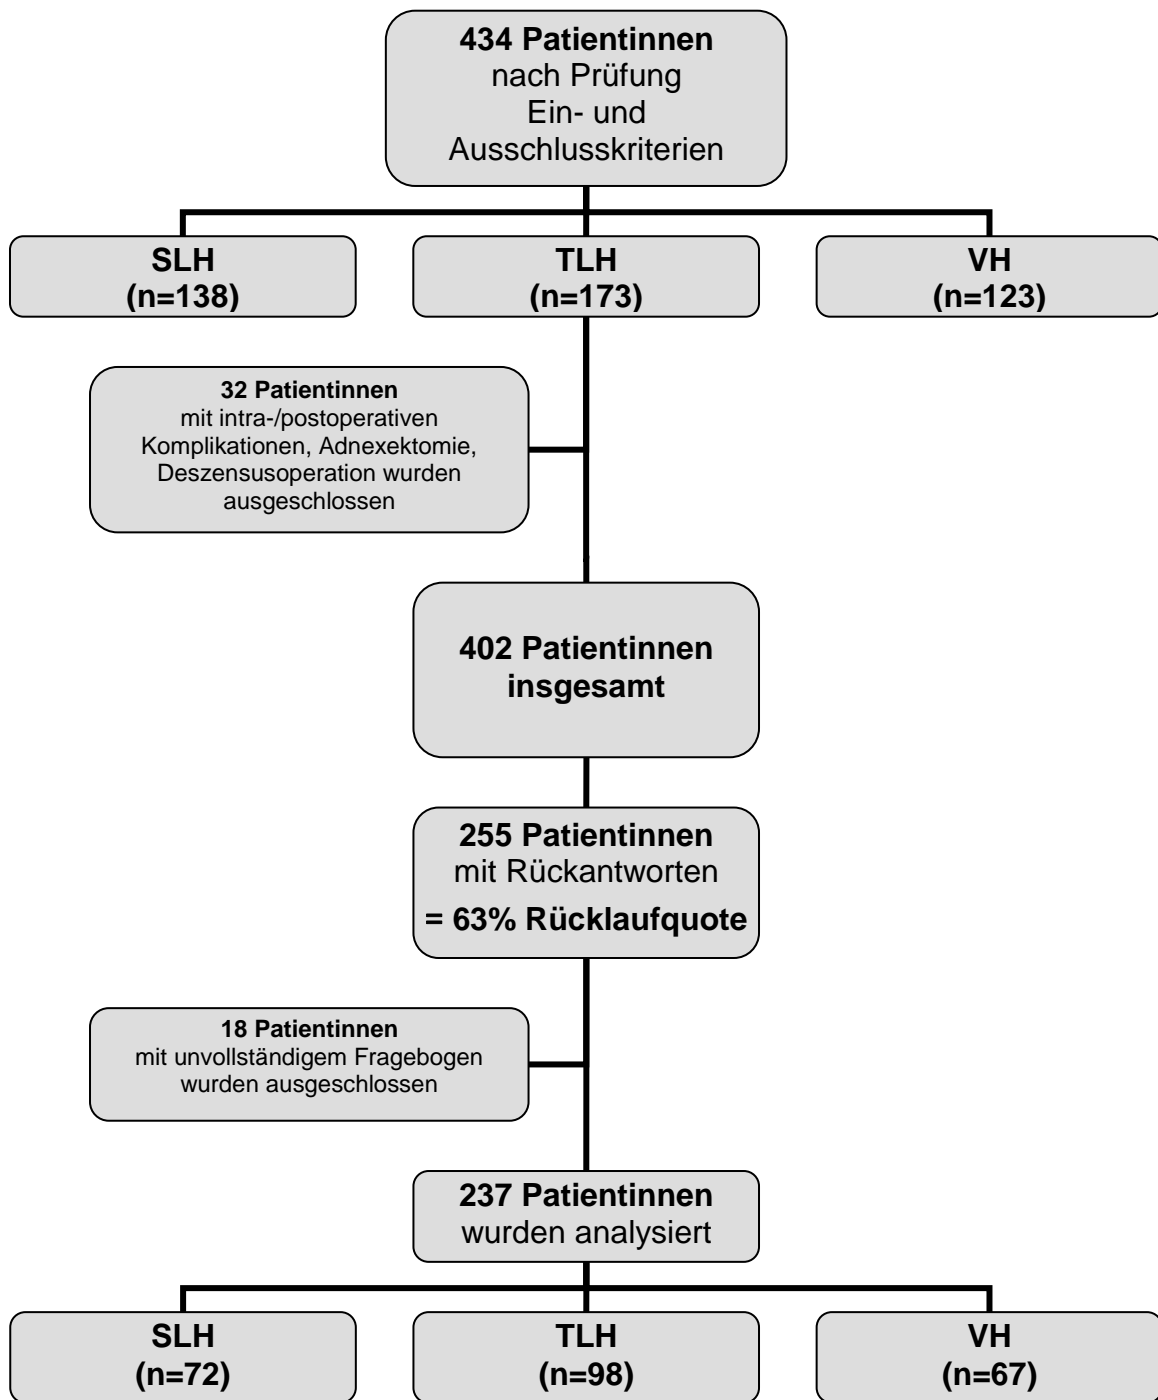 434 Patientinnen
nach Prüfung
Ein- und
Ausschlusskriterien
SLH
(n=138)
TLH
(n=173)
VH
(n=123)
32 Patientinnen
mit intra-/postoperativen
Komplikationen, Adnexektomie,
Deszensusoperation wurden
ausgeschlossen
402 Patientinnen
insgesamt
255 Patientinnen
mit Rückantworten
= 63% Rücklaufquote
18 Patientinnen
mit unvollständigem Fragebogen
wurden ausgeschlossen
237 Patientinnen
wurden analysiert
SLH
(n=72)
TLH
(n=98)
VH
(n=67)